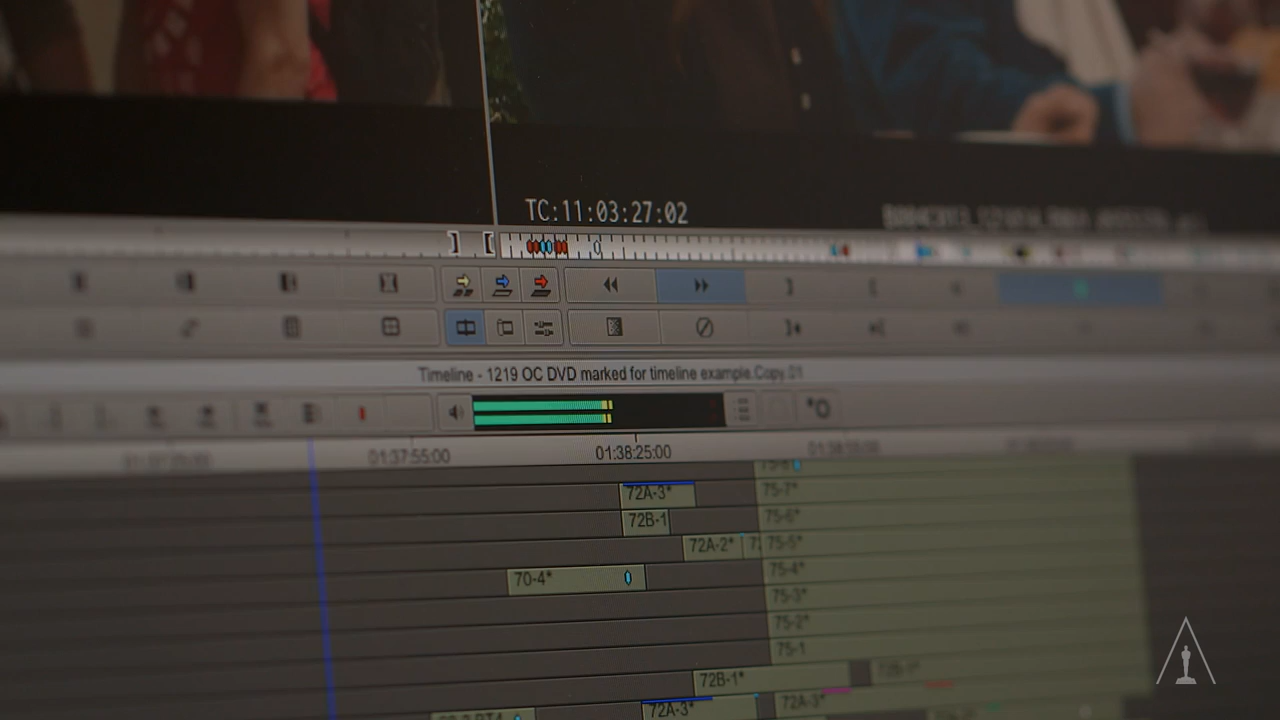 TC:11:03:27:02
Timeline - 1219 OC DVD marked for timeline example.Copy.01
01:37:55:00 01:38:25:00
75-8*
72A-3* 75-7*
72B-1 75-6*
72A-2* 75-5*
70-4* 75-4*
75-3*
75-2*
75-1
72B-1*
72A-3* 72A-3*